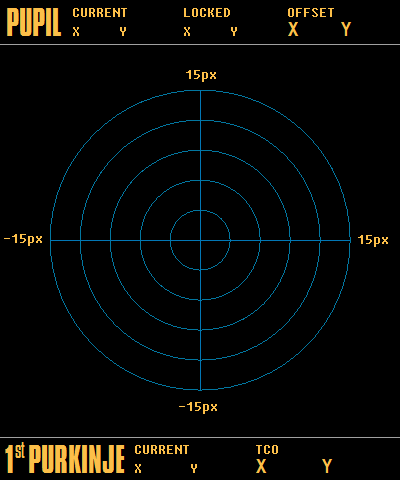 PUPIL CURRENT LOCKED OFFSET
X Y X Y X Y
15px
-15px 15px
-15px
1st PURKINJE CURRENT TCO
X Y X Y